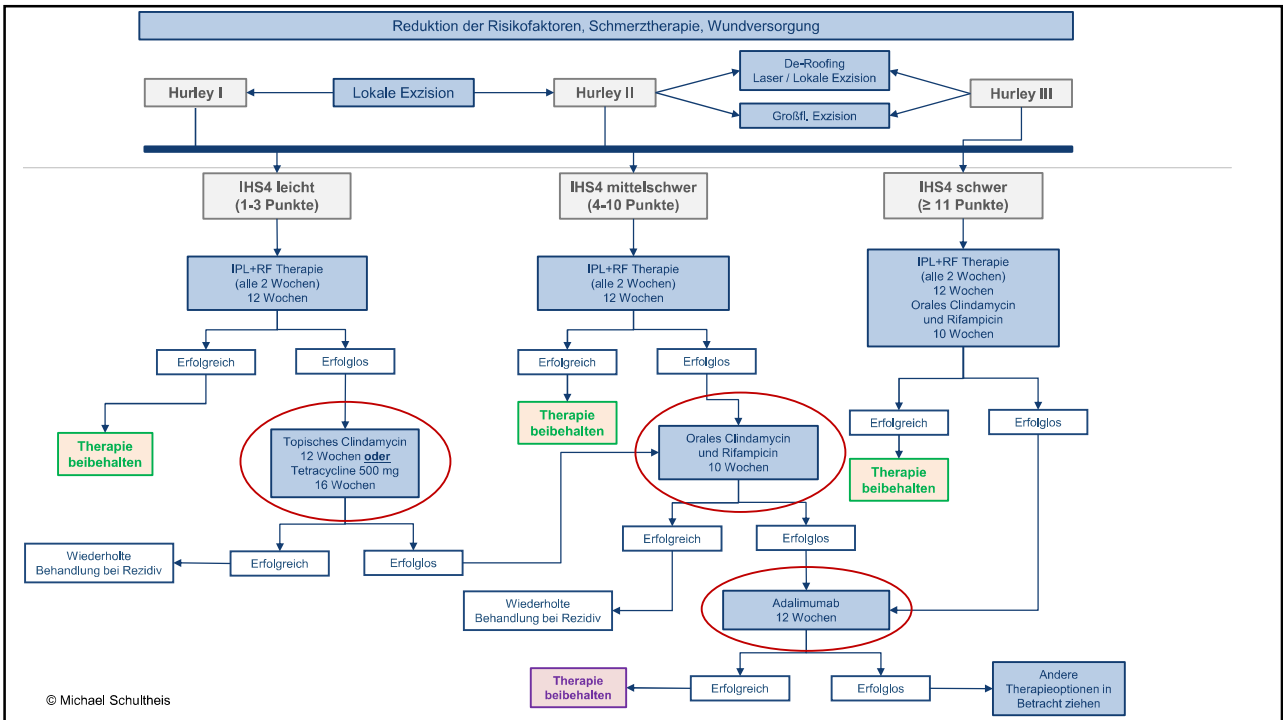 Reduktion der Risikofaktoren, Schmerztherapie, Wundversorgung
De-Roofing
Laser / Lokale Exzision
Hurley I
Lokale Exzision
Hurley II
Hurley III
Großfl. Exzision
IHS4 leicht
(1-3 Punkte)
IHS4 mittelschwer
(4-10 Punkte)
IHS4 schwer
(≥ 11 Punkte)
IPL+RF Therapie
(alle 2 Wochen)
12 Wochen
IPL+RF Therapie
(alle 2 Wochen)
12 Wochen
IPL+RF Therapie
(alle 2 Wochen)
12 Wochen
Orales Clindamycin
und Rifampicin
10 Wochen
Erfolgreich
Erfolglos
Erfolgreich
Erfolglos
Erfolgreich
Erfolglos
Therapie
beibehalten
Topisches Clindamycin
12 Wochen oder
Tetracycline 500 mg
16 Wochen
Therapie
beibehalten
Orales Clindamycin
und Rifampicin
10 Wochen
Therapie
beibehalten
Wiederholte
Behandlung bei Rezidiv
Erfolgreich
Erfolglos
Erfolgreich
Erfolglos
Wiederholte
Behandlung bei Rezidiv
Adalimumab
12 Wochen
Therapie
beibehalten
Erfolgreich
Erfolglos
Andere
Therapieoptionen in
Betracht ziehen
© Michael Schultheis